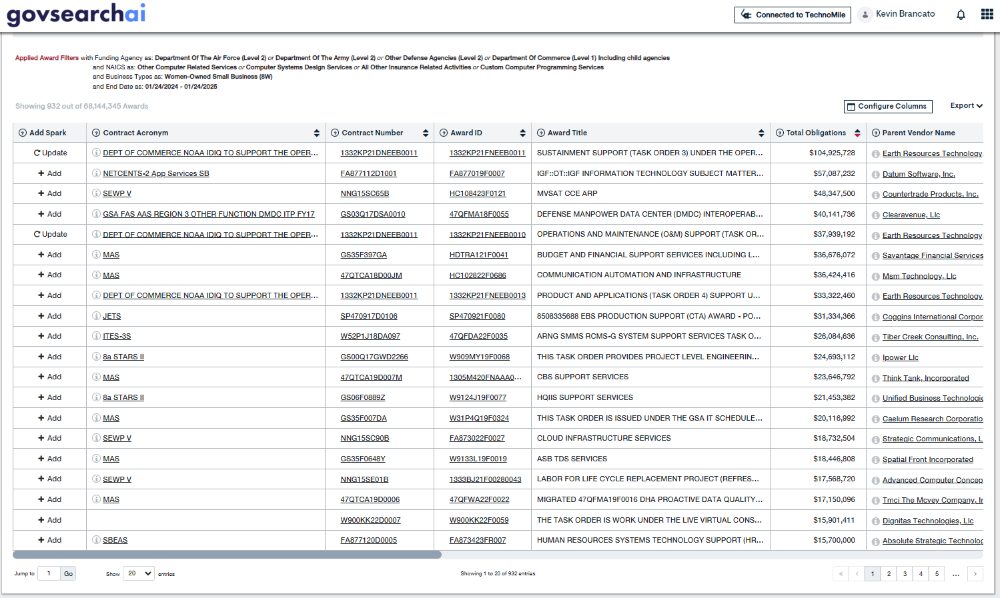 govsearchai
Connected to TechnoMile
Kevin Brancato
Applied Award Filters with Funding Agency as: Department Of The Air Force (Level 2) or Department Of The Army (Level 2) or Other Defense Agencies (Level 2) or Department Of Commerce (Level 1) Including child agencies
and NAICS as: Other Computer Related Services or Computer Systems Design Services or All Other Insurance Related Activities or Custom Computer Programming Services
and Business Types as: Women-Owned Small Business (8W)
and End Date as: 01/24/2024 - 01/24/2025
Showing 932 out of 68,144,345 Awards
Configure Columns Export
Add Spark Contract Acronym Contract Number Award ID Award Title Total Obligations Parent Vendor Name
Update DEPT OF COMMERCE NOAA IDIQ TO SUPPORT THE OPER... 1332KP21DNEEB0011 1332KP21FNEEB0011 SUSTAINMENT SUPPORT (TASK ORDER 3) UNDER THE OPER... $104,925,728 Earth Resources Technology,
+ Add NETCENTS-2 App Services SB FA877112D1001 FA877019F0007 IGF::OT::IGF INFORMATION TECHNOLOGY SUBJECT MATTER... $57,087,232 Datum Software, Inc.
+ Add SEWP V NNG15SC65B HC108423F0121 MVSAT CCE ARP $48,347,500 Countertrade Products, Inc.
+ Add GSA FAS AAS REGION 3 OTHER FUNCTION DMDC ITP FY17 GS03Q17DSA0010 47QFMA18F0055 DEFENSE MANPOWER DATA CENTER (DMDC) INTEROPERAB... $40,141,736 Clearavenue, Llc
Update DEPT OF COMMERCE NOAA IDIQ TO SUPPORT THE OPER... 1332KP21DNEEB0011 1332KP21FNEEB0010 OPERATIONS AND MAINTENANCE (O&M) SUPPORT (TASK OR... $37,939,192 Earth Resources Technology,
+ Add MAS GS35F397GA HDTRA121F0041 BUDGET AND FINANCIAL SUPPORT SERVICES INCLUDING L... $36,676,072 Savantage Financial Services
+ Add MAS 47QTCA18D00JM HC102822F0686 COMMUNICATION AUTOMATION AND INFRASTRUCTURE $36,424,416 Msm Technology, Llc
+ Add DEPT OF COMMERCE NOAA IDIQ TO SUPPORT THE OPER... 1332KP21DNEEB0011 1332KP21FNEEB0013 PRODUCT AND APPLICATIONS (TASK ORDER 4) SUPPORT U... $33,322,460 Earth Resources Technology,
+ Add JETS SP470917D0106 SP470921F0080 8508335688 EBS PRODUCTION SUPPORT (CTA) AWARD - PO... $31,334,366 Coggins International Corpor
+ Add ITES-3S W52P1J18DA097 47QFDA22F0035 ARNG SMMS RCMS-G SYSTEM SUPPORT SERVICES TASK O... $26,084,636 Tiber Creek Consulting, Inc.
+ Add 8a STARS II GS00Q17GWD2266 W909MY19F0068 THIS TASK ORDER PROVIDES PROJECT LEVEL ENGINEERIN... $24,693,112 Ipower Llc
+ Add MAS 47QTCA19D007M 1305M420FNAAA0... CBS SUPPORT SERVICES $23,646,792 Think Tank, Incorporated
+ Add 8a STARS II GS06F0889Z W9124J19F0077 HQIIS SUPPORT SERVICES $21,453,382 Unified Business Technologie
+ Add MAS GS35F007DA W31P4Q19F0324 THIS TASK ORDER IS ISSUED UNDER THE GSA IT SCHEDULE... $20,116,992 Caelum Research Corporatio
+ Add SEWP V NNG15SC90B FA873022F0027 CLOUD INFRASTRUCTURE SERVICES $18,732,504 Strategic Communications, L
+ Add MAS GS35F0648Y W9133L19F0019 ASB TDS SERVICES $18,446,808 Spatial Front Incorporated
+ Add SEWP V NNG15SE01B 1333BJ21F00280043 LABOR FOR LIFE CYCLE REPLACEMENT PROJECT (REFRES... $17,568,720 Advanced Computer Concep
+ Add MAS 47QTCA19D0006 47QFWA22F0022 MIGRATED 47QFMA19F0016 DHA PROACTIVE DATA QUALITY... $17,150,096 Tmci The Mcvey Company, In
+ Add W900KK22D0007 W900KK22F0059 THE TASK ORDER IS WORK UNDER THE LIVE VIRTUAL CONS... $15,901,411 Dignitas Technologies, Llc
+ Add SBEAS FA877120D0005 FA873423FR007 HUMAN RESOURCES SYSTEMS TECHNOLOGY SUPPORT (HR... $15,700,000 Absolute Strategic Technolog
Jump to 1 Go Show 20 entries Showing 1 to 20 of 932 entries « ‹ 1 2 3 4 5 ... ›